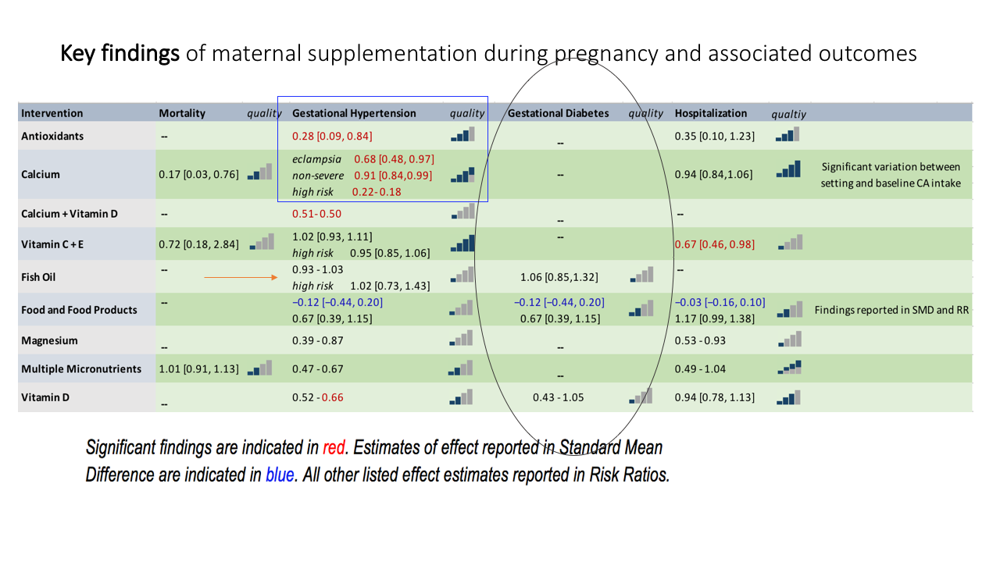 Key findings of maternal supplementation during pregnancy and associated outcomes
Intervention Mortality quality Gestational Hypertension quality Gestational Diabetes quality Hospitalization qualtiy
Antioxidants -- 0.28 [0.09, 0.84] -- 0.35 [0.10, 1.23]
eclampsia 0.68 [0.48, 0.97]
Calcium 0.17 [0.03, 0.76] non-severe 0.91 [0.84,0.99] -- 0.94 [0.84,1.06] Significant variation between
high risk 0.22-0.18 setting and baseline CA intake
Calcium + Vitamin D -- 0.51-0.50 -- --
Vitamin C + E 0.72 [0.18, 2.84] 1.02 [0.93, 1.11] -- 0.67 [0.46, 0.98]
high risk 0.95 [0.85, 1.06]
Fish Oil -- 0.93 - 1.03 1.06 [0.85,1.32] --
high risk 1.02 [0.73, 1.43]
Food and Food Products -- −0.12 [−0.44, 0.20] −0.12 [−0.44, 0.20] −0.03 [−0.16, 0.10] Findings reported in SMD and RR
0.67 [0.39, 1.15] 0.67 [0.39, 1.15] 1.17 [0.99, 1.38]
Magnesium -- 0.39 - 0.87 -- 0.53 - 0.93
Multiple Micronutrients 1.01 [0.91, 1.13] 0.47 - 0.67 -- 0.49 - 1.04
Vitamin D -- 0.52 - 0.66 0.43 - 1.05 0.94 [0.78, 1.13]
Significant findings are indicated in red. Estimates of effect reported in Standard Mean
Difference are indicated in blue. All other listed effect estimates reported in Risk Ratios.